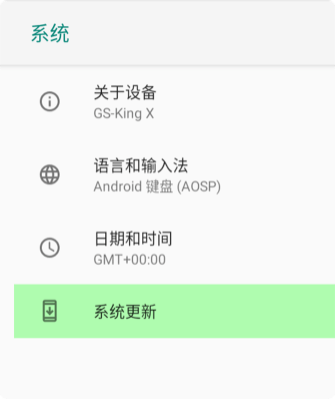 系统
关于设备
GS-King X
语言和输入法
Android 键盘 (AOSP)
日期和时间
GMT+00:00
系统更新